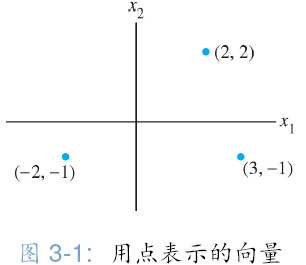 x₂
(2, 2)
x₁
(−2, −1)
(3, −1)
图 3-1: 用点表示的向量